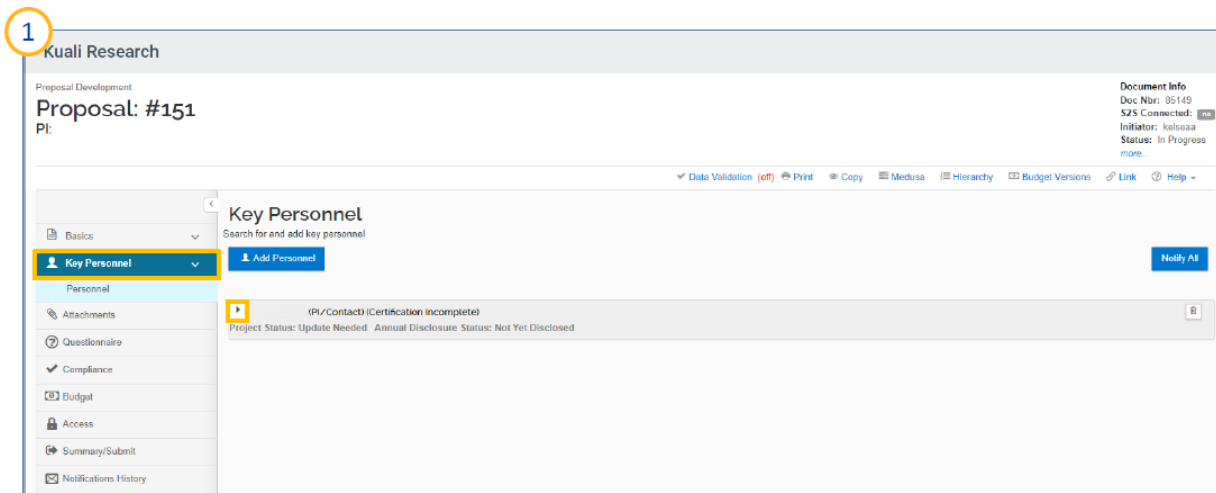 1
Kuali Research
Proposal Development
Proposal: #151
PI:
Document Info
Doc Nbr: 85149
S2S Connected: no
Initiator: kelseaa
Status: In Progress
more...
Data Validation (off) Print Copy Medusa Hierarchy Budget Versions Link Help
Key Personnel
Search for and add key personnel
Add Personnel
Notify All
Basics
Key Personnel
Personnel
Attachments
Questionnaire
Compliance
Budget
Access
Summary/Submit
Notifications History
(PI/Contact) (Certification Incomplete)
Project Status: Update Needed Annual Disclosure Status: Not Yet Disclosed